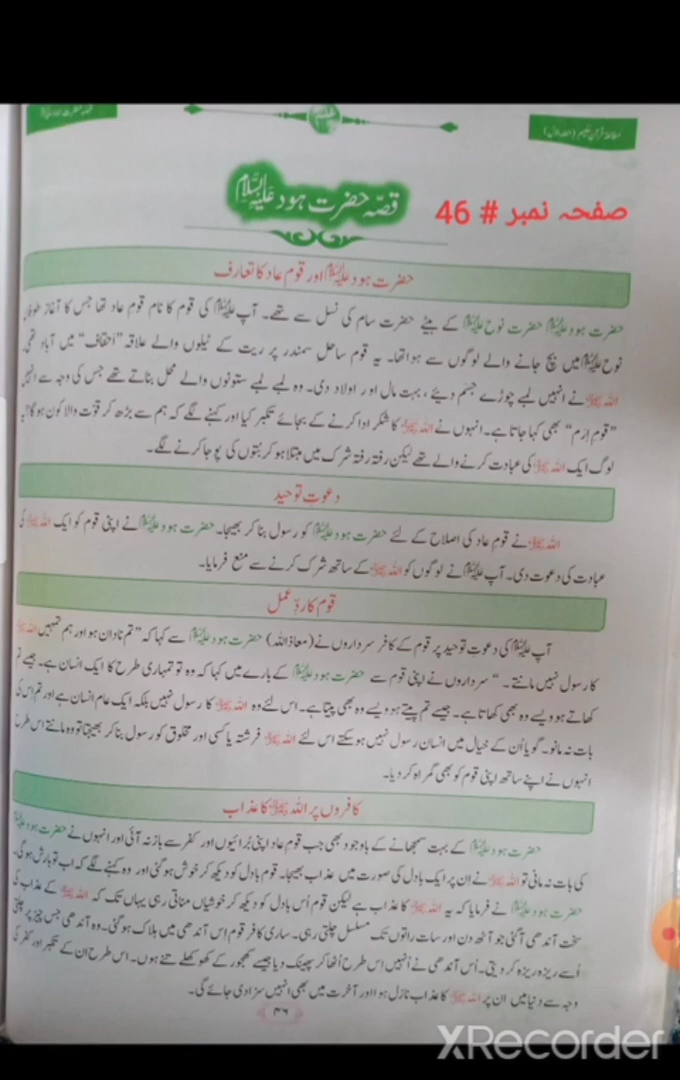 مطالعۂ قرآن حکیم (حصہ اول)
قصّہ حضرت ہود عَلَیْہِ السَّلَام
صفحہ نمبر # 46
حضرت ہود علیہ السلام اور قوم عاد کا تعارف
حضرت ہود علیہ السلام حضرت نوح علیہ السلام کے بیٹے حضرت سام کی نسل سے تھے۔ آپ علیہ السلام کی قوم کا نام قوم عاد تھا جس کا آغاز طوفانِ
نوح علیہ السلام میں بچ جانے والے لوگوں سے ہوا تھا۔ یہ قوم ساحل سمندر پر ریت کے ٹیلوں والے علاقہ "احقاف" میں آباد تھی۔
اللہ نے انہیں لمبے چوڑے جسم دیئے، بہت مال اور اولاد دی۔ وہ لمبے لمبے ستونوں والے محل بناتے تھے جس کی وجہ سے انہیں
"قومِ اِرم" بھی کہا جاتا ہے۔ انہوں نے اللہ کا شکر ادا کرنے کے بجائے تکبر کیا اور کہنے لگے کہ ہم سے بڑھ کر قوت والا کون ہو گا؟ یہ
لوگ ایک اللہ کی عبادت کرنے والے تھے لیکن رفتہ رفتہ شرک میں مبتلا ہو کر بتوں کی پوجا کرنے لگے۔
دعوتِ توحید
اللہ نے قوم عاد کی اصلاح کے لئے حضرت ہود علیہ السلام کو رسول بنا کر بھیجا۔ حضرت ہود علیہ السلام نے اپنی قوم کو ایک اللہ کی
عبادت کی دعوت دی۔ آپ علیہ السلام نے لوگوں کو اللہ کے ساتھ شرک کرنے سے منع فرمایا۔
قوم کا ردِّ عمل
آپ علیہ السلام کی دعوتِ توحید پر قوم کے کافر سرداروں نے (معاذ اللہ) حضرت ہود علیہ السلام سے کہا کہ "تم نادان ہو اور ہم تمہیں اللہ
کا رسول نہیں مانتے۔" سرداروں نے اپنی قوم سے حضرت ہود علیہ السلام کے بارے میں کہا کہ وہ تو تمہاری طرح کا ایک انسان ہے۔ جیسے تم
کھاتے ہو ویسے وہ بھی کھاتا ہے۔ جیسے تم پیتے ہو ویسے وہ بھی پیتا ہے۔ اس لئے وہ اللہ کا رسول نہیں بلکہ ایک عام انسان ہے اور تم اس کی
بات نہ مانو۔ گویا اُن کے خیال میں انسان رسول نہیں ہو سکتے اس لئے اللہ فرشتہ یا کسی اور مخلوق کو رسول بنا کر بھیجتا تو وہ مانتے اس طرح
انہوں نے اپنے ساتھ اپنی قوم کو بھی گمراہ کر دیا۔
کافروں پر اللہ کا عذاب
حضرت ہود علیہ السلام کے بہت سمجھانے کے باوجود بھی جب قوم عاد اپنی بُرائیوں اور کفر سے باز نہ آئی اور انہوں نے حضرت ہود علیہ السلام
کی بات نہ مانی تو اللہ نے ان پر ایک بادل کی صورت میں عذاب بھیجا۔ قوم بادل کو دیکھ کر خوش ہو گئی اور وہ کہنے لگے کہ اب تو بارش ہو گی۔
حضرت ہود علیہ السلام نے فرمایا کہ یہ اللہ کا عذاب ہے لیکن قوم اُس بادل کو دیکھ کر خوشیاں مناتی رہی یہاں تک کہ اللہ کے عذاب کی
سخت آندھی آ گئی جو آٹھ دن اور سات راتوں تک مسلسل چلتی رہی۔ ساری کافر قوم اس آندھی میں ہلاک ہو گئی۔ وہ آندھی جس چیز پر چلتی
اُسے ریزہ ریزہ کر دیتی۔ اُس آندھی نے اُنہیں اِس طرح اُٹھا کر پھینک دیا جیسے کھجور کے کھوکھلے تنے ہوں۔ اس طرح ان کے تکبر اور کفر کی
وجہ سے دنیا میں ان پر اللہ کا عذاب نازل ہوا اور آخرت میں بھی انہیں سزا دی جائے گی۔
۴۶
XRecorder